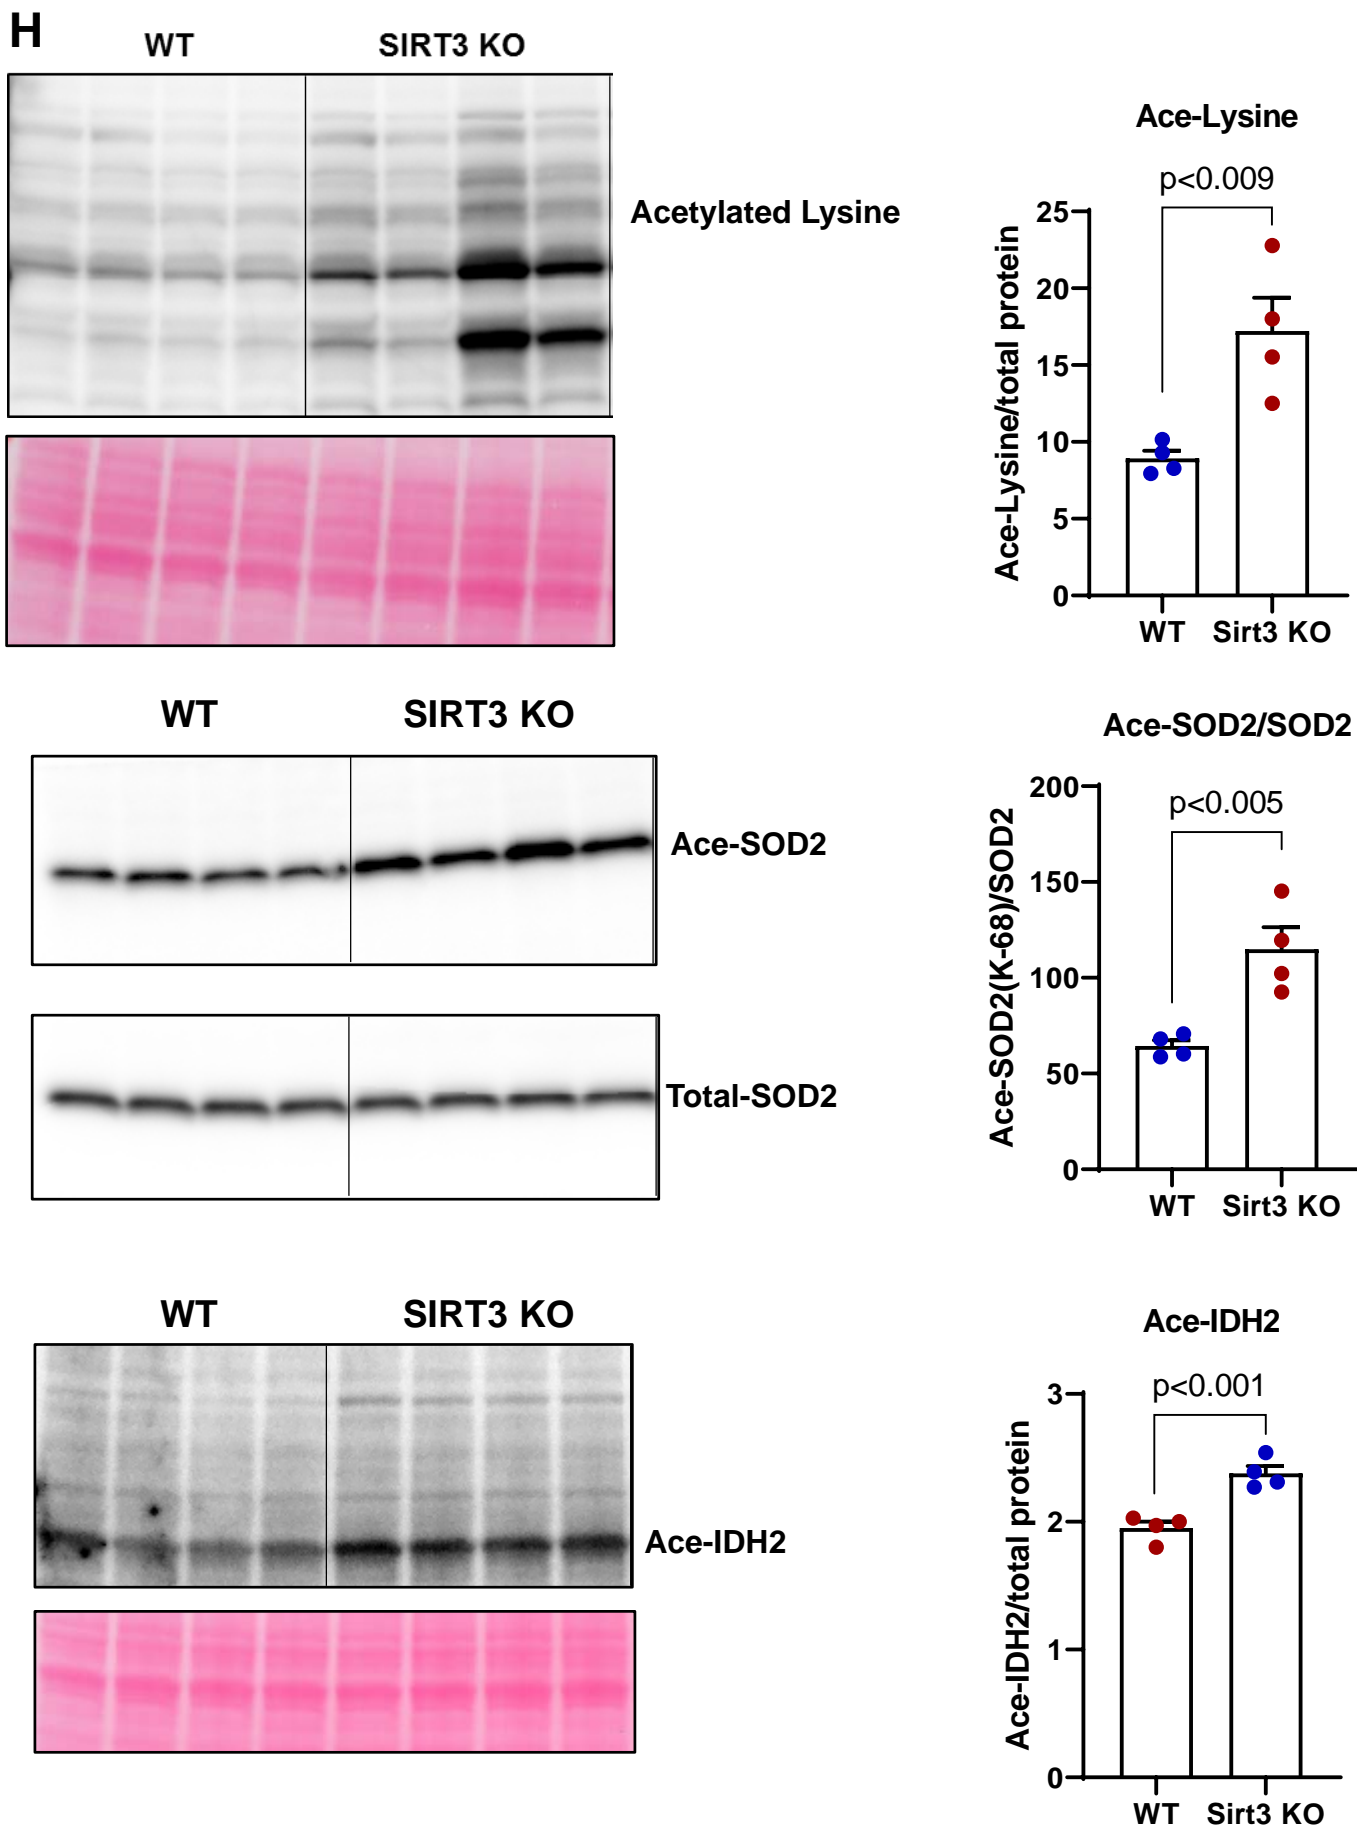 H
WT SIRT3 KO
Acetylated Lysine
Ace-Lysine
p<0.009
Ace-Lysine/total protein
25
20
15
10
5
0
WT Sirt3 KO
WT SIRT3 KO
Ace-SOD2
Total-SOD2
Ace-SOD2/SOD2
p<0.005
Ace-SOD2(K-68)/SOD2
200
150
100
50
0
WT Sirt3 KO
WT SIRT3 KO
Ace-IDH2
Ace-IDH2
p<0.001
Ace-IDH2/total protein
3
2
1
0
WT Sirt3 KO